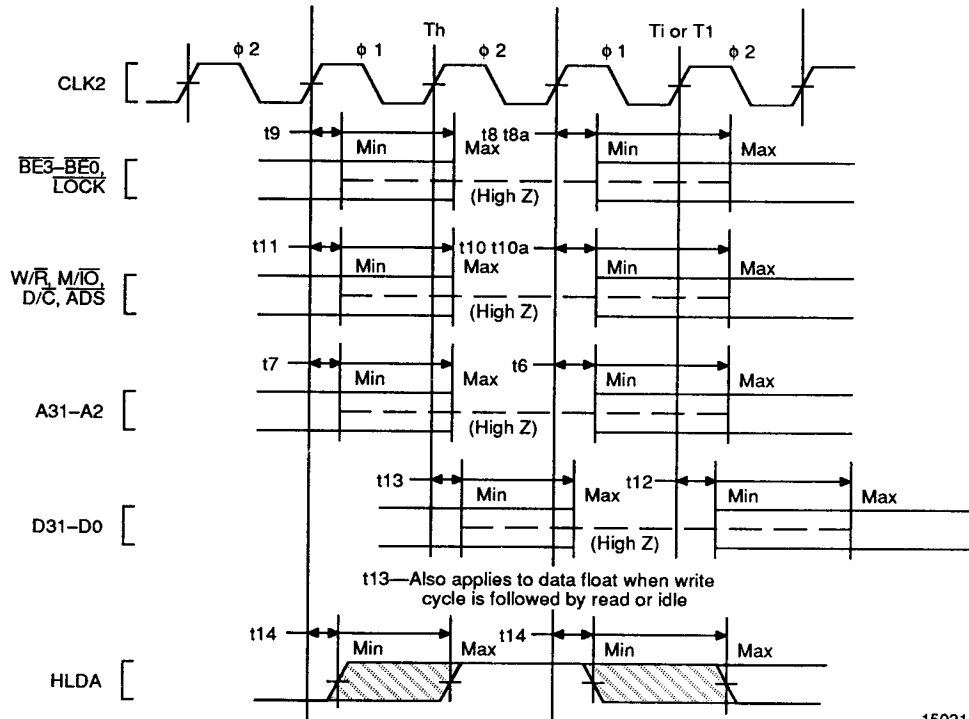 Th Ti or T1
ϕ 2 ϕ 1 ϕ 2 ϕ 1 ϕ 2
CLK2
t9 t8 t8a
Min Max Min Max
BE3–BE0,
LOCK
(High Z)
t11 t10 t10a
Min Max Min Max
W/R, M/IO,
D/C, ADS
(High Z)
t7 t6
Min Max Min Max
A31–A2
(High Z)
t13 t12
Min Max Min Max
D31–D0
(High Z)
t13—Also applies to data float when write
cycle is followed by read or idle
t14 t14
Min Max Min Max
HLDA